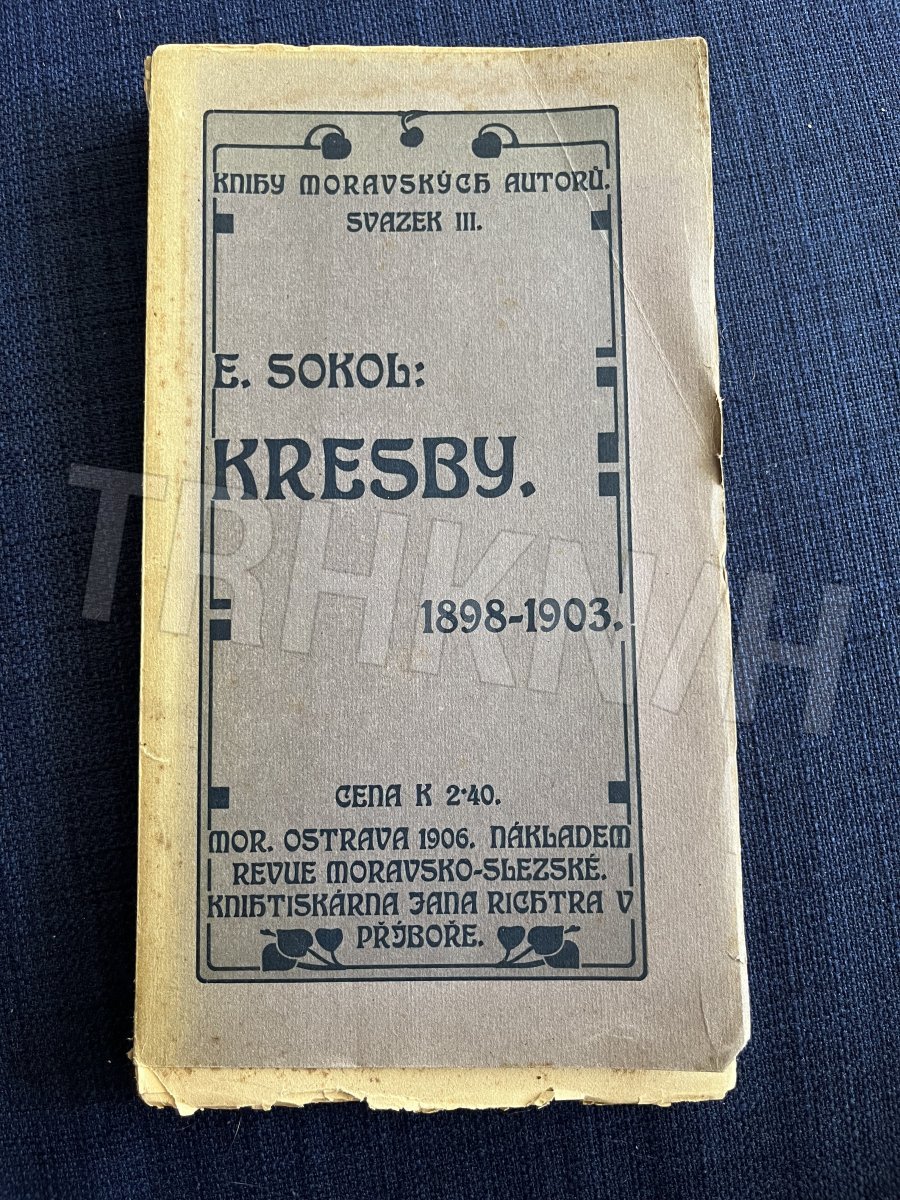 KNIHY MORAVSKÝCH AUTORŮ.
SVAZEK III.
E. SOKOL:
KRESBY.
1898-1903.
CENA K 2·40.
MOR. OSTRAVA 1906. NÁKLADEM
REVUE MORAVSKO-SLEZSKÉ.
KNIHTISKÁRNA JANA RICHTRA V
PŘÍBOŘE.
TRHKNIH